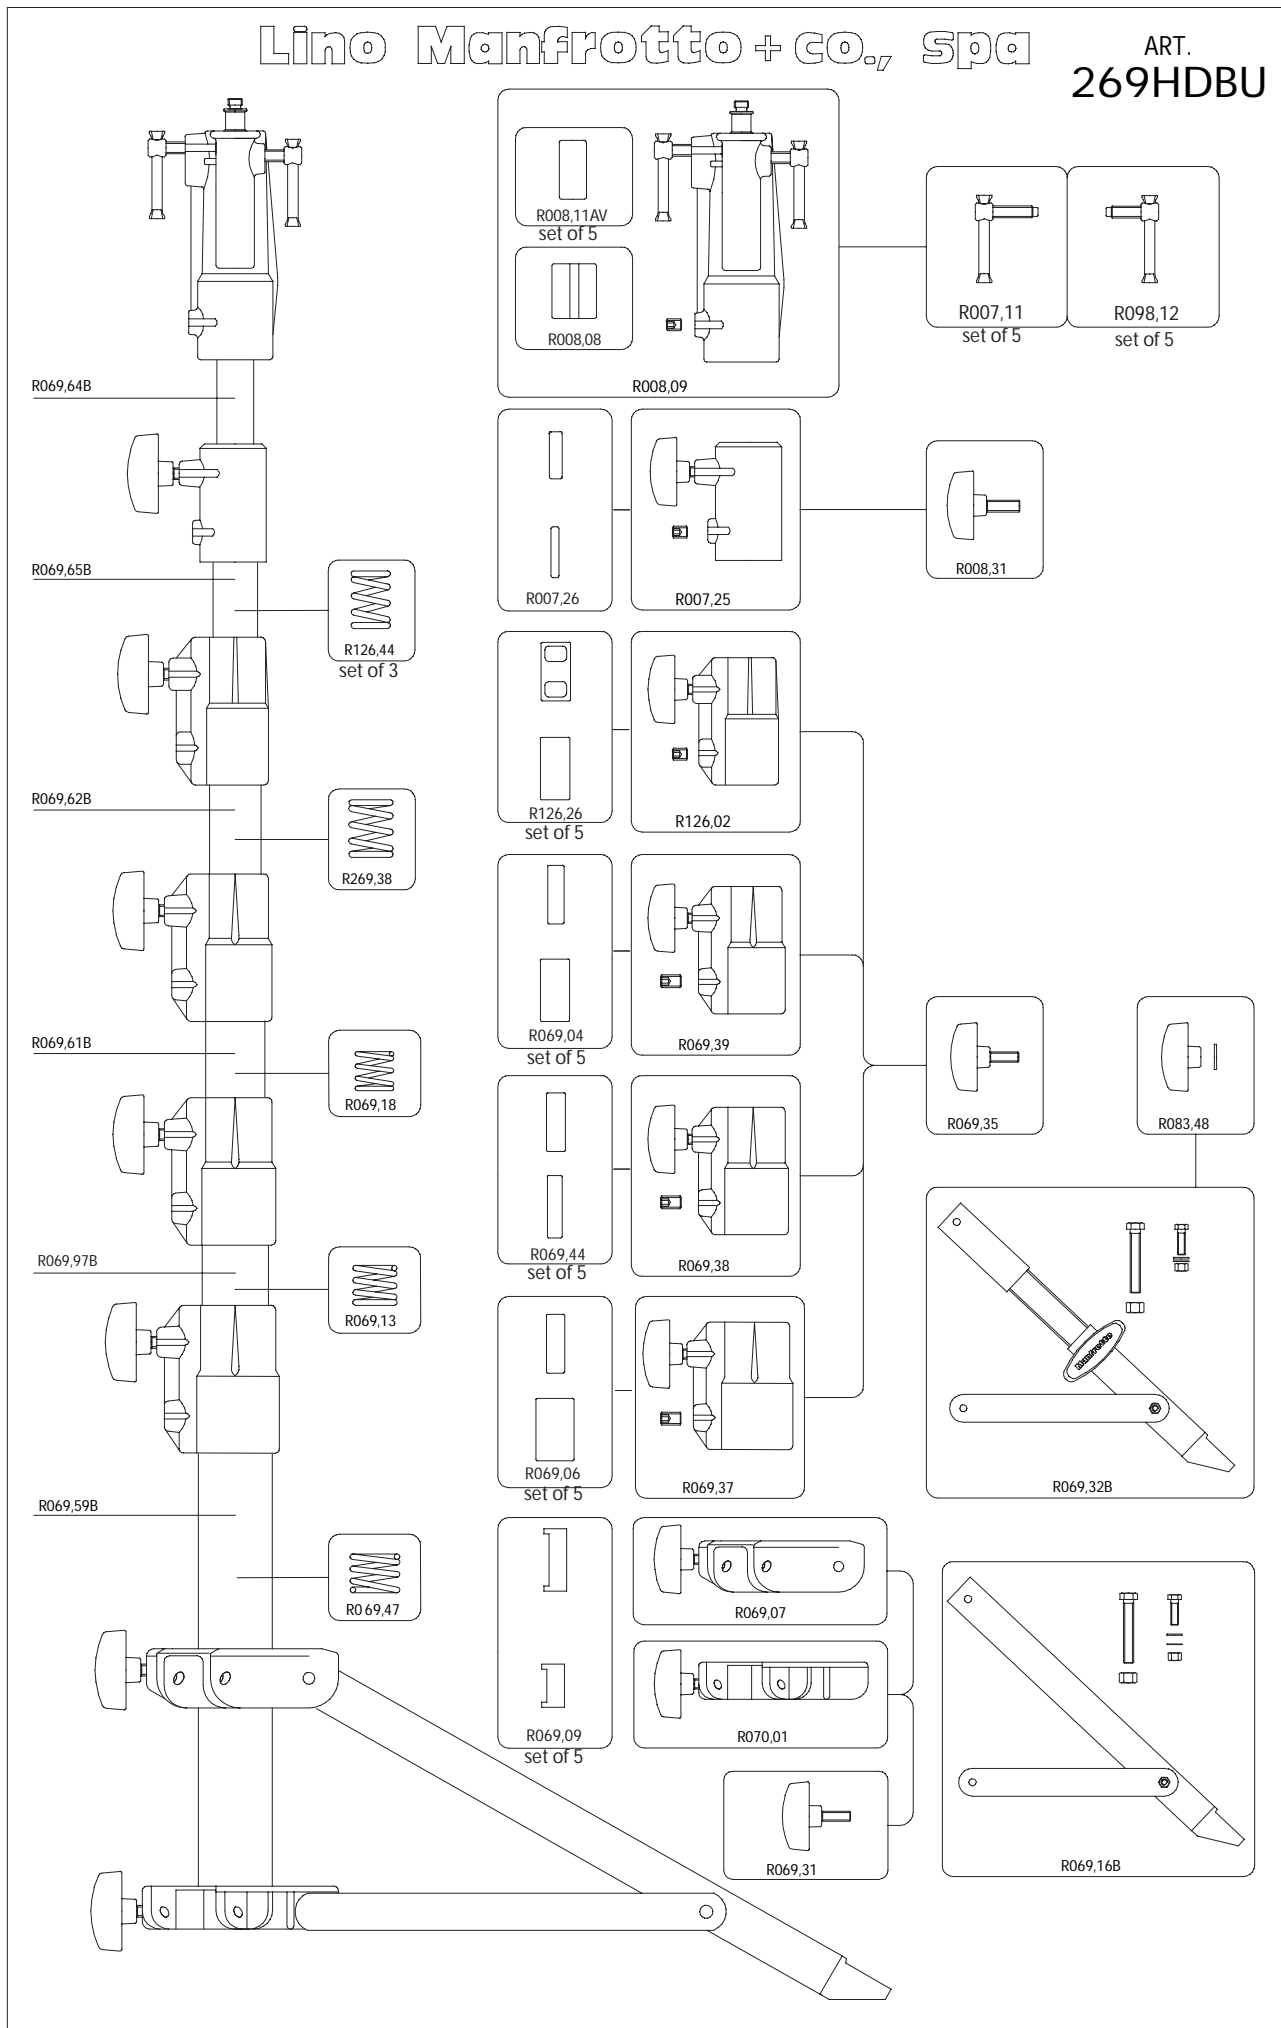 Lino Manfrotto + co., spa
ART.
269HDBU
R008,11AV
set of 5
R008,08
R008,09
R007,11
set of 5
R098,12
set of 5
R069,64B
R007,26
R007,25
R008,31
R069,65B
R126,44
set of 3
R126,26
set of 5
R126,02
R069,62B
R269,38
R069,04
set of 5
R069,39
R069,61B
R069,18
R069,35
R083,48
R069,44
set of 5
R069,38
R069,97B
R069,13
Manfrotto
R069,32B
R069,06
set of 5
R069,37
R069,59B
R0 69,47
R069,07
R069,09
set of 5
R070,01
R069,31
R069,16B